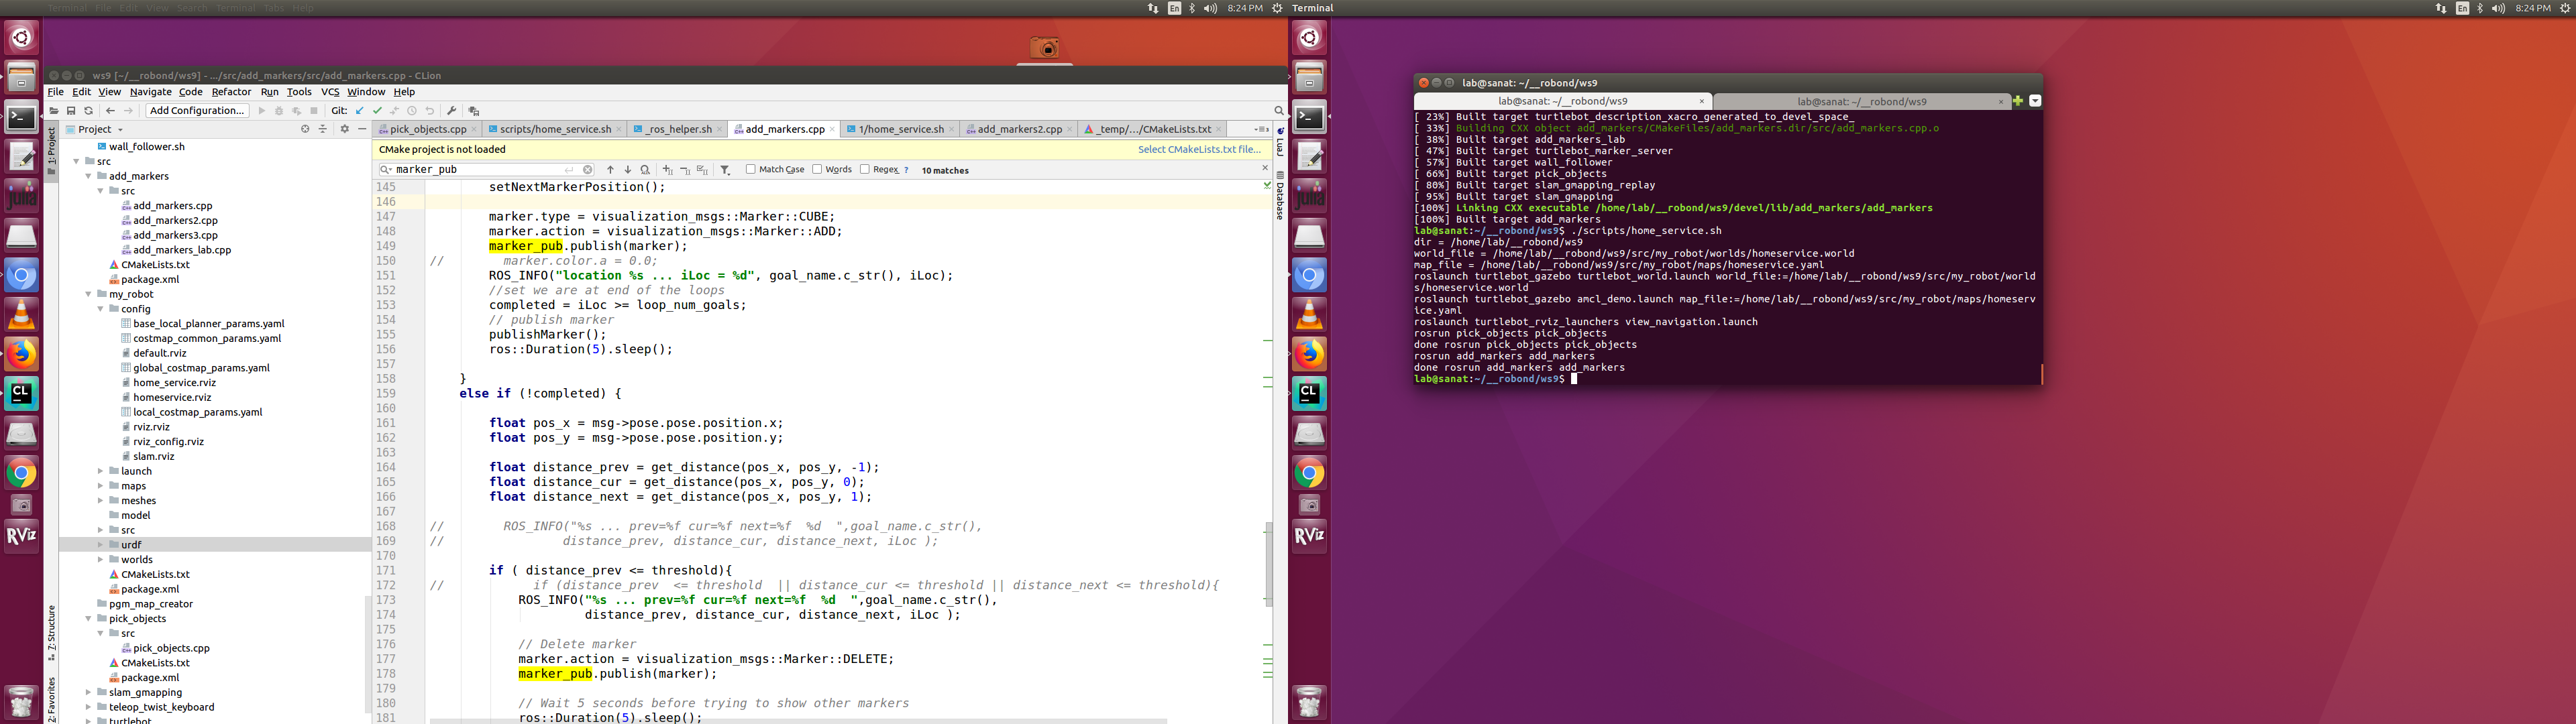 Terminal File Edit View Search Terminal Tabs Help
En 8:24 PM
Terminal
En 8:24 PM
ws9 [~/__robond/ws9] - .../src/add_markers/src/add_markers.cpp - CLion
File Edit View Navigate Code Refactor Run Tools VCS Window Help
Add Configuration... Git:
Project
pick_objects.cpp scripts/home_service.sh _ros_helper.sh add_markers.cpp 1/home_service.sh add_markers2.cpp _temp/.../CMakeLists.txt
CMake project is not loaded Select CMakeLists.txt file...
marker_pub Match Case Words Regex ? 10 matches
1: Project
7: Structure
2: Favorites
Database
wall_follower.sh
src
add_markers
src
add_markers.cpp
add_markers2.cpp
add_markers3.cpp
add_markers_lab.cpp
CMakeLists.txt
package.xml
my_robot
config
base_local_planner_params.yaml
costmap_common_params.yaml
default.rviz
global_costmap_params.yaml
home_service.rviz
homeservice.rviz
local_costmap_params.yaml
rviz.rviz
rviz_config.rviz
slam.rviz
launch
maps
meshes
model
src
urdf
worlds
CMakeLists.txt
package.xml
pgm_map_creator
pick_objects
src
pick_objects.cpp
CMakeLists.txt
package.xml
slam_gmapping
teleop_twist_keyboard
turtlebot
145 setNextMarkerPosition();
146
147 marker.type = visualization_msgs::Marker::CUBE;
148 marker.action = visualization_msgs::Marker::ADD;
149 marker_pub.publish(marker);
150 // marker.color.a = 0.0;
151 ROS_INFO("location %s ... iLoc = %d", goal_name.c_str(), iLoc);
152 //set we are at end of the loops
153 completed = iLoc >= loop_num_goals;
154 // publish marker
155 publishMarker();
156 ros::Duration(5).sleep();
157
158 }
159 else if (!completed) {
160
161 float pos_x = msg->pose.pose.position.x;
162 float pos_y = msg->pose.pose.position.y;
163
164 float distance_prev = get_distance(pos_x, pos_y, -1);
165 float distance_cur = get_distance(pos_x, pos_y, 0);
166 float distance_next = get_distance(pos_x, pos_y, 1);
167
168 // ROS_INFO("%s ... prev=%f cur=%f next=%f %d ",goal_name.c_str(),
169 // distance_prev, distance_cur, distance_next, iLoc );
170
171 if ( distance_prev <= threshold){
172 // if (distance_prev <= threshold || distance_cur <= threshold || distance_next <= threshold){
173 ROS_INFO("%s ... prev=%f cur=%f next=%f %d ",goal_name.c_str(),
174 distance_prev, distance_cur, distance_next, iLoc );
175
176 // Delete marker
177 marker.action = visualization_msgs::Marker::DELETE;
178 marker_pub.publish(marker);
179
180 // Wait 5 seconds before trying to show other markers
181 ros::Duration(5).sleep();
lab@sanat: ~/__robond/ws9
lab@sanat: ~/__robond/ws9 lab@sanat: ~/__robond/ws9
[ 23%] Built target turtlebot_description_xacro_generated_to_devel_space_
[ 33%] Building CXX object add_markers/CMakeFiles/add_markers.dir/src/add_markers.cpp.o
[ 38%] Built target add_markers_lab
[ 47%] Built target turtlebot_marker_server
[ 57%] Built target wall_follower
[ 66%] Built target pick_objects
[ 80%] Built target slam_gmapping_replay
[ 95%] Built target slam_gmapping
[100%] Linking CXX executable /home/lab/__robond/ws9/devel/lib/add_markers/add_markers
[100%] Built target add_markers
lab@sanat:~/__robond/ws9$ ./scripts/home_service.sh
dir = /home/lab/__robond/ws9
world_file = /home/lab/__robond/ws9/src/my_robot/worlds/homeservice.world
map_file = /home/lab/__robond/ws9/src/my_robot/maps/homeservice.yaml
roslaunch turtlebot_gazebo turtlebot_world.launch world_file:=/home/lab/__robond/ws9/src/my_robot/world
s/homeservice.world
roslaunch turtlebot_gazebo amcl_demo.launch map_file:=/home/lab/__robond/ws9/src/my_robot/maps/homeserv
ice.yaml
roslaunch turtlebot_rviz_launchers view_navigation.launch
rosrun pick_objects pick_objects
done rosrun pick_objects pick_objects
rosrun add_markers add_markers
done rosrun add_markers add_markers
lab@sanat:~/__robond/ws9$
julia
CL
RViz
julia
CL
RViz